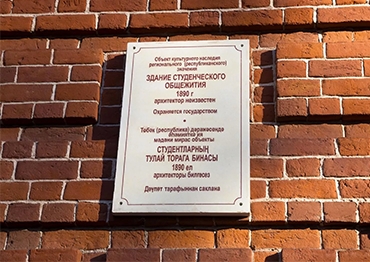 Объект культурного наследия
регионального (республиканского)
значения
ЗДАНИЕ СТУДЕНЧЕСКОГО
ОБЩЕЖИТИЯ
1890 г
архитектор неизвестен
Охраняется государством
Төбәк (республика) дәрәжәсендә
әһәмияткә ия
мәдәни мирас объекты
СТУДЕНТЛАРНЫҢ
ТУЛАЙ ТОРАГА БИНАСЫ
1890 ел
архитекторы билгесез
Дәүләт тарафыннан саклана